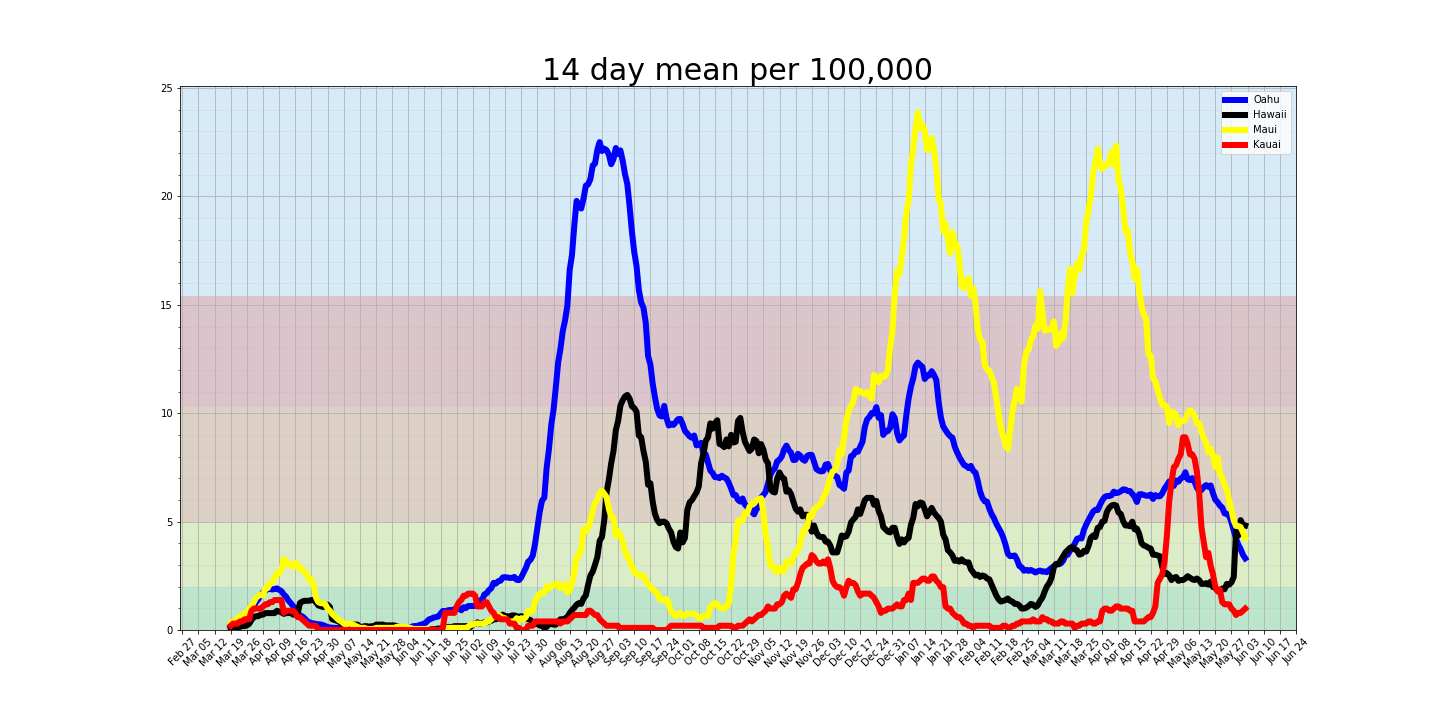 14 day mean per 100,000
25
20
15
10
5
0
Oahu
Hawaii
Maui
Kauai
Feb 27
Mar 05
Mar 12
Mar 19
Mar 26
Apr 02
Apr 09
Apr 16
Apr 23
Apr 30
May 07
May 14
May 21
May 28
Jun 04
Jun 11
Jun 18
Jun 25
Jul 02
Jul 09
Jul 16
Jul 23
Jul 30
Aug 06
Aug 13
Aug 20
Aug 27
Sep 03
Sep 10
Sep 17
Sep 24
Oct 01
Oct 08
Oct 15
Oct 22
Oct 29
Nov 05
Nov 12
Nov 19
Nov 26
Dec 03
Dec 10
Dec 17
Dec 24
Dec 31
Jan 07
Jan 14
Jan 21
Jan 28
Feb 04
Feb 11
Feb 18
Feb 25
Mar 04
Mar 11
Mar 18
Mar 25
Apr 01
Apr 08
Apr 15
Apr 22
Apr 29
May 06
May 13
May 20
May 27
Jun 03
Jun 10
Jun 17
Jun 24